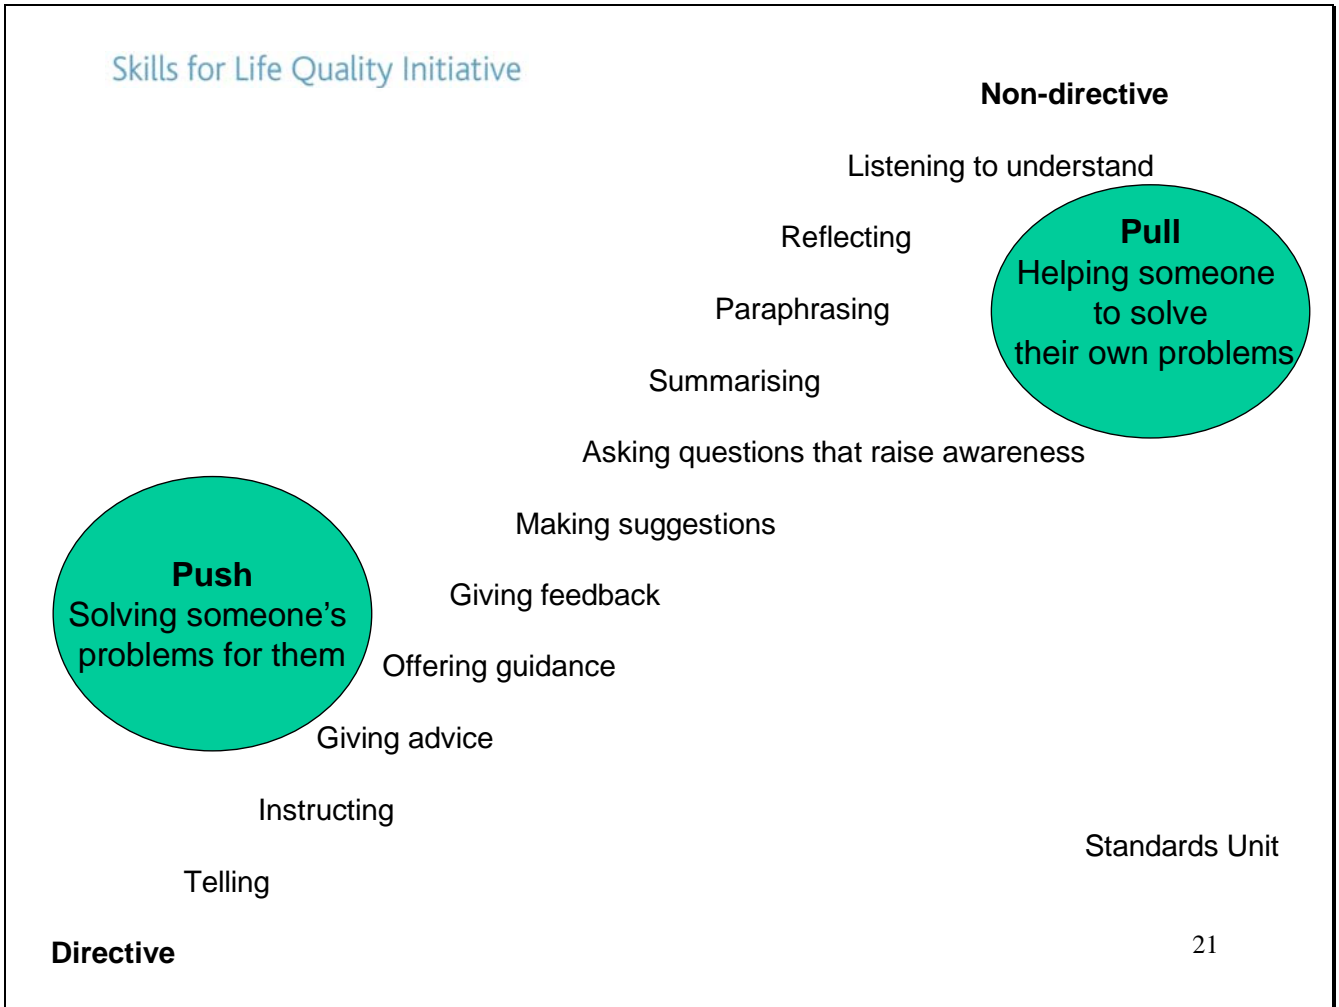 Skills for Life Quality Initiative
Non-directive
Listening to understand
Reflecting
Pull
Helping someone
to solve
their own problems
Paraphrasing
Summarising
Asking questions that raise awareness
Making suggestions
Push
Solving someone’s
problems for them
Giving feedback
Offering guidance
Giving advice
Instructing
Standards Unit
Telling
Directive
21